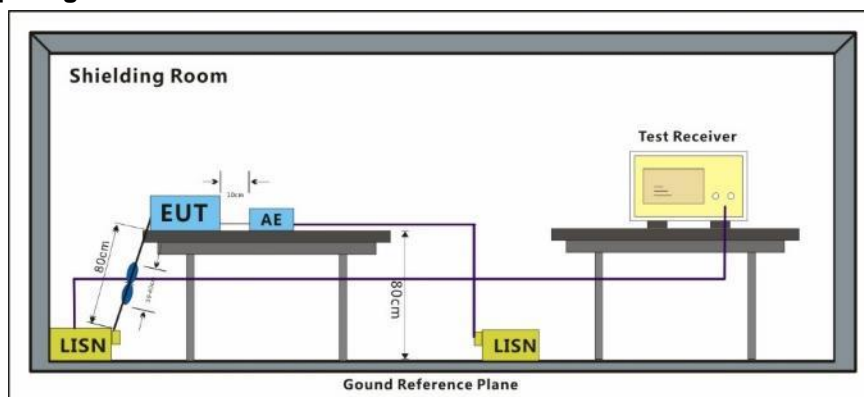 Shielding Room
Test Receiver
10cm
EUT
AE
80cm
80cm
LISN
LISN
Gound Reference Plane